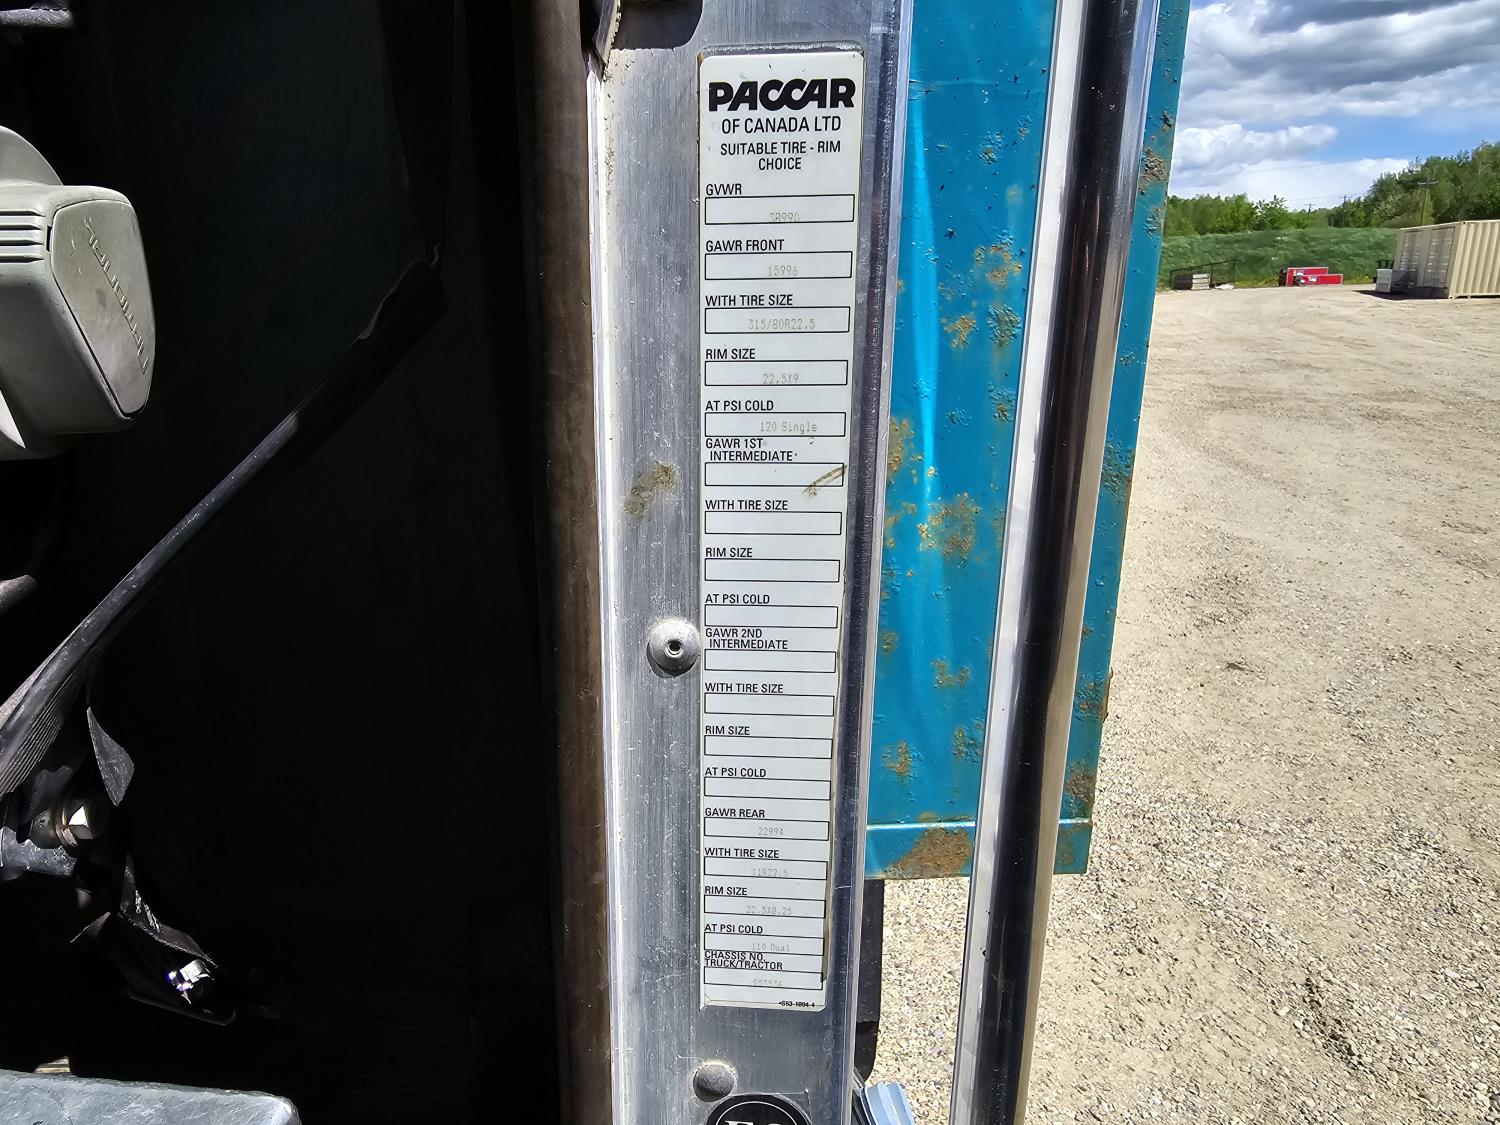 PACCAR
OF CANADA LTD
SUITABLE TIRE - RIM
CHOICE
GVWR
38990
GAWR FRONT
15996
WITH TIRE SIZE
315/80R22.5
RIM SIZE
22.5X9
AT PSI COLD
120 Single
GAWR 1ST
INTERMEDIATE
WITH TIRE SIZE
RIM SIZE
AT PSI COLD
GAWR 2ND
INTERMEDIATE
WITH TIRE SIZE
RIM SIZE
AT PSI COLD
GAWR REAR
22994
WITH TIRE SIZE
11R22.5
RIM SIZE
22.5X8.25
AT PSI COLD
110 Dual
CHASSIS NO.
TRUCK/TRACTOR